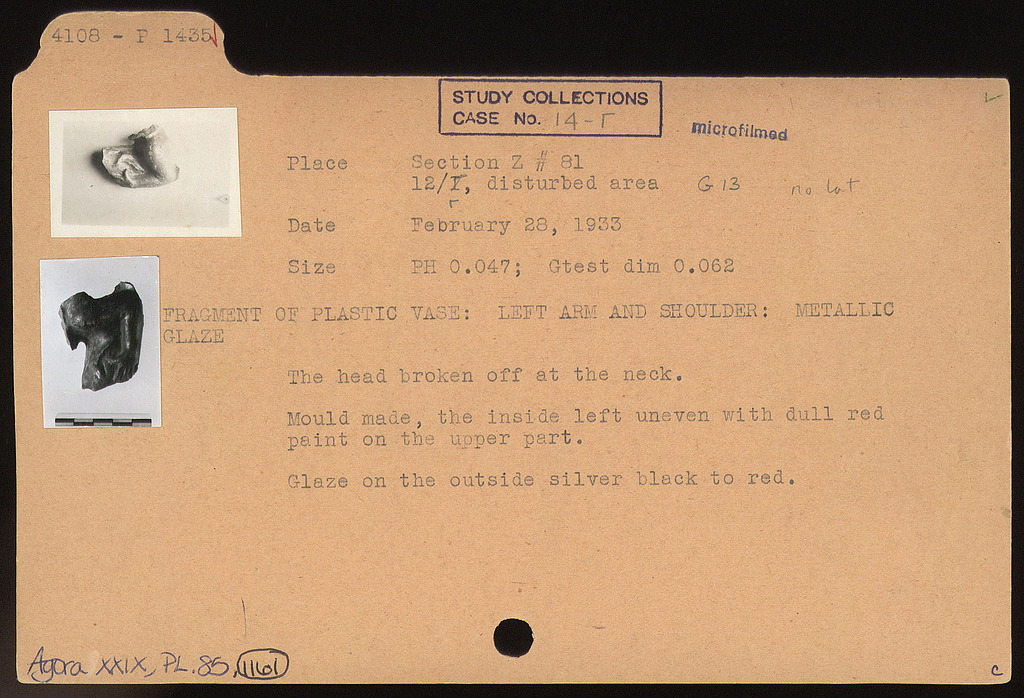 4108 - P 1435
STUDY COLLECTIONS
CASE No. 14-Γ
microfilmed
Place Section Z # 81
12/Γ, disturbed area G 13 no Lot
Date February 28, 1933
Size PH 0.047; Gtest dim 0.062
FRAGMENT OF PLASTIC VASE: LEFT ARM AND SHOULDER: METALLIC
GLAZE
The head broken off at the neck.
Mould made, the inside left uneven with dull red
paint on the upper part.
Glaze on the outside silver black to red.
Agora XXIX, PL. 85, 1161
c